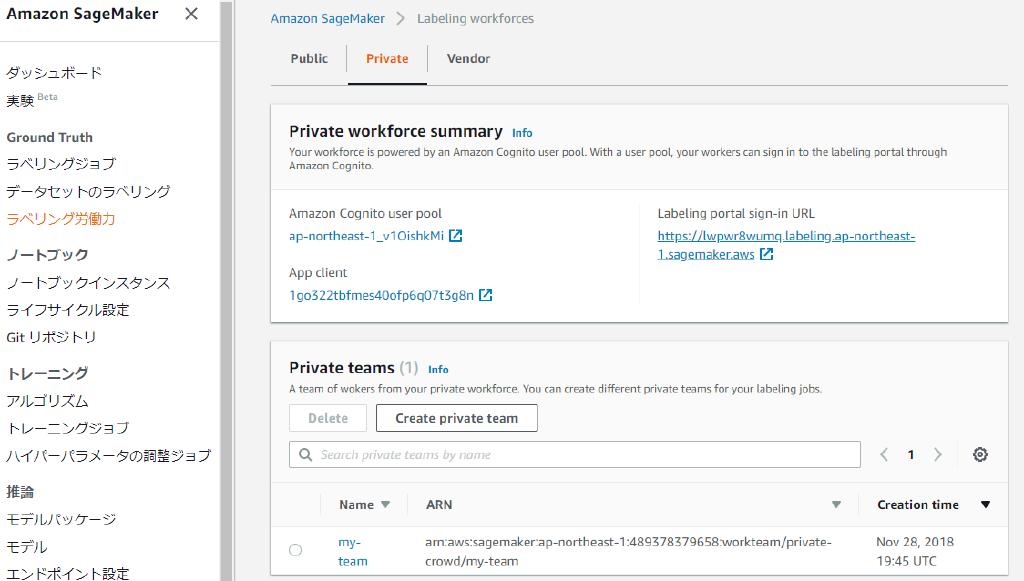 Amazon SageMaker
ダッシュボード
実験 Beta
Ground Truth
ラベリングジョブ
データセットのラベリング
ラベリング労働力
ノートブック
ノートブックインスタンス
ライフサイクル設定
Git リポジトリ
トレーニング
アルゴリズム
トレーニングジョブ
ハイパーパラメータの調整ジョブ
推論
モデルパッケージ
モデル
エンドポイント設定
Amazon SageMaker > Labeling workforces
Public Private Vendor
Private workforce summary Info
Your workforce is powered by an Amazon Cognito user pool. With a user pool, your workers can sign in to the labeling portal through
Amazon Cognito.
Amazon Cognito user pool
ap-northeast-1_v1OishkMi
App client
1go322tbfmes40ofp6q07t3g8n
Labeling portal sign-in URL
https://lwpwr8wumq.labeling.ap-northeast-
1.sagemaker.aws
Private teams (1) Info
A team of wokers from your private workforce. You can create different private teams for your labeling jobs.
Delete Create private team
Search private teams by name
1
Name ARN Creation time
my- arn:aws:sagemaker:ap-northeast-1:489378379658:workteam/private- Nov 28, 2018
team crowd/my-team 19:45 UTC